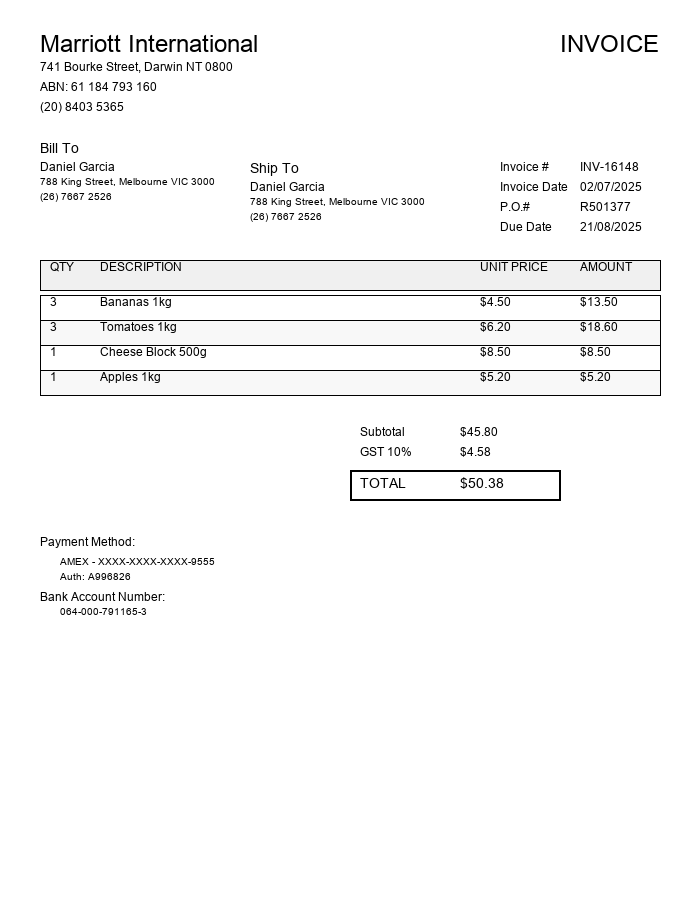 Marriott International
INVOICE
741 Bourke Street, Darwin NT 0800
ABN: 61 184 793 160
(20) 8403 5365
Bill To
Daniel Garcia
788 King Street, Melbourne VIC 3000
(26) 7667 2526
Ship To
Daniel Garcia
788 King Street, Melbourne VIC 3000
(26) 7667 2526
Invoice # INV-16148
Invoice Date 02/07/2025
P.O.# R501377
Due Date 21/08/2025
QTY DESCRIPTION UNIT PRICE AMOUNT
3 Bananas 1kg $4.50 $13.50
3 Tomatoes 1kg $6.20 $18.60
1 Cheese Block 500g $8.50 $8.50
1 Apples 1kg $5.20 $5.20
Subtotal $45.80
GST 10% $4.58
TOTAL $50.38
Payment Method:
AMEX - XXXX-XXXX-XXXX-9555
Auth: A996826
Bank Account Number:
064-000-791165-3